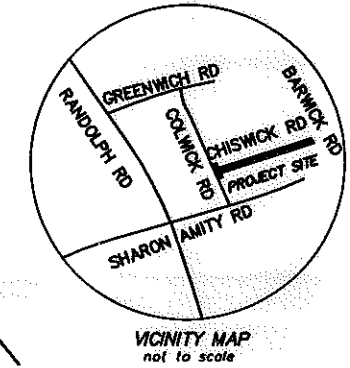 GREENWICH RD
RANDOLPH RD
COLWICK RD
CHISWICK RD
BARWICK RD
PROJECT SITE
SHARON AMITY RD
VICINITY MAP
not to scale